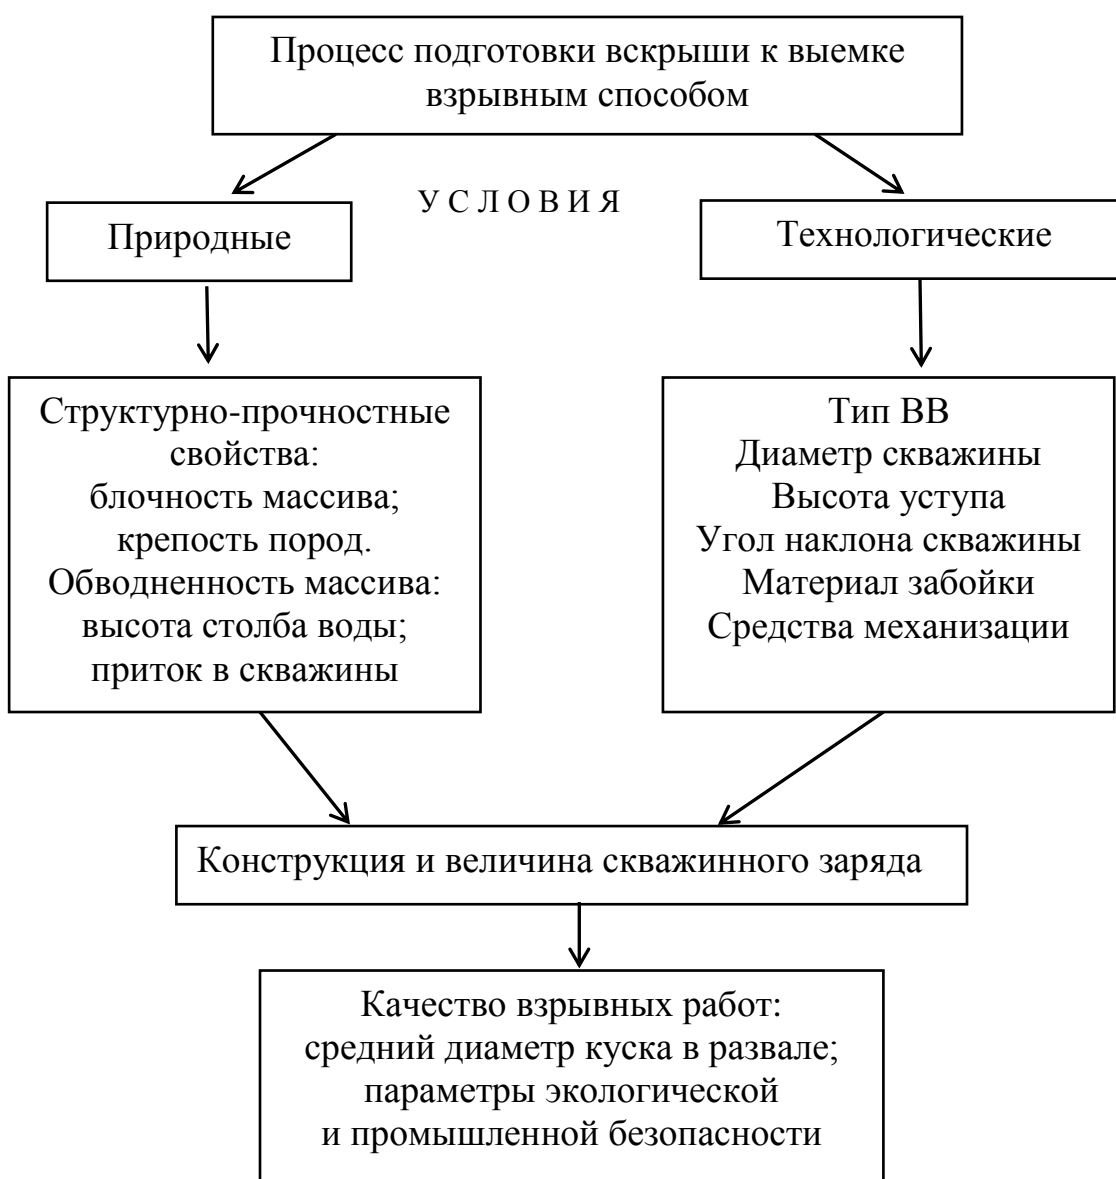 Процесс подготовки вскрыши к выемке
взрывным способом
У С Л О В И Я
Природные
Технологические
Структурно-прочностные
свойства:
блочность массива;
крепость пород.
Обводненность массива:
высота столба воды;
приток в скважины
Тип ВВ
Диаметр скважины
Высота уступа
Угол наклона скважины
Материал забойки
Средства механизации
Конструкция и величина скважинного заряда
Качество взрывных работ:
средний диаметр куска в развале;
параметры экологической
и промышленной безопасности